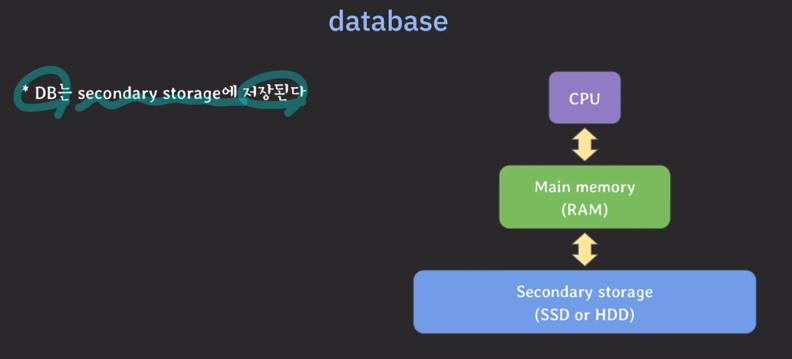 database
* DB는 secondary storage에 저장된다
CPU
Main memory
(RAM)
Secondary storage
(SSD or HDD)